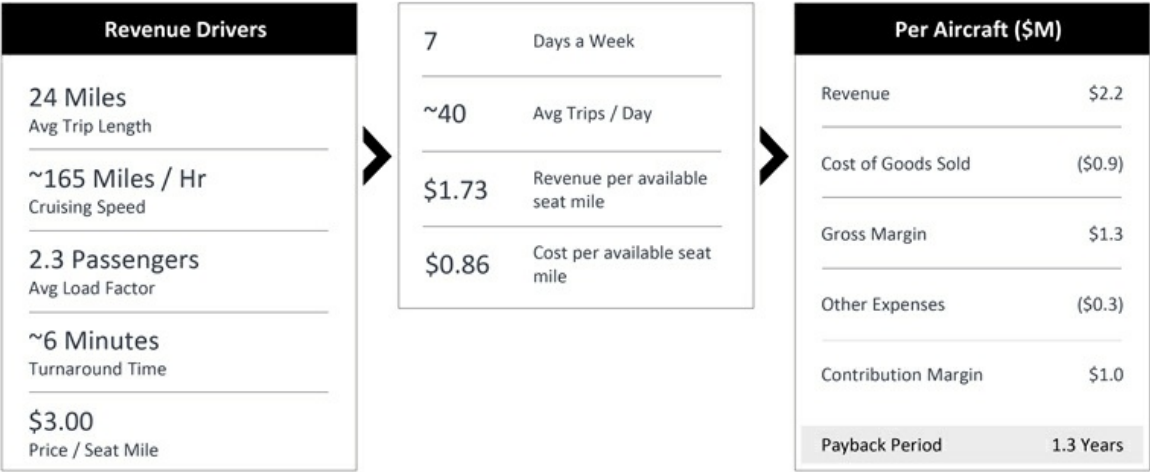 Revenue Drivers
24 Miles
Avg Trip Length
~165 Miles / Hr
Cruising Speed
2.3 Passengers
Avg Load Factor
~6 Minutes
Turnaround Time
$3.00
Price / Seat Mile
7 Days a Week
~40 Avg Trips / Day
$1.73 Revenue per available
seat mile
$0.86 Cost per available seat
mile
Per Aircraft ($M)
Revenue $2.2
Cost of Goods Sold ($0.9)
Gross Margin $1.3
Other Expenses ($0.3)
Contribution Margin $1.0
Payback Period 1.3 Years